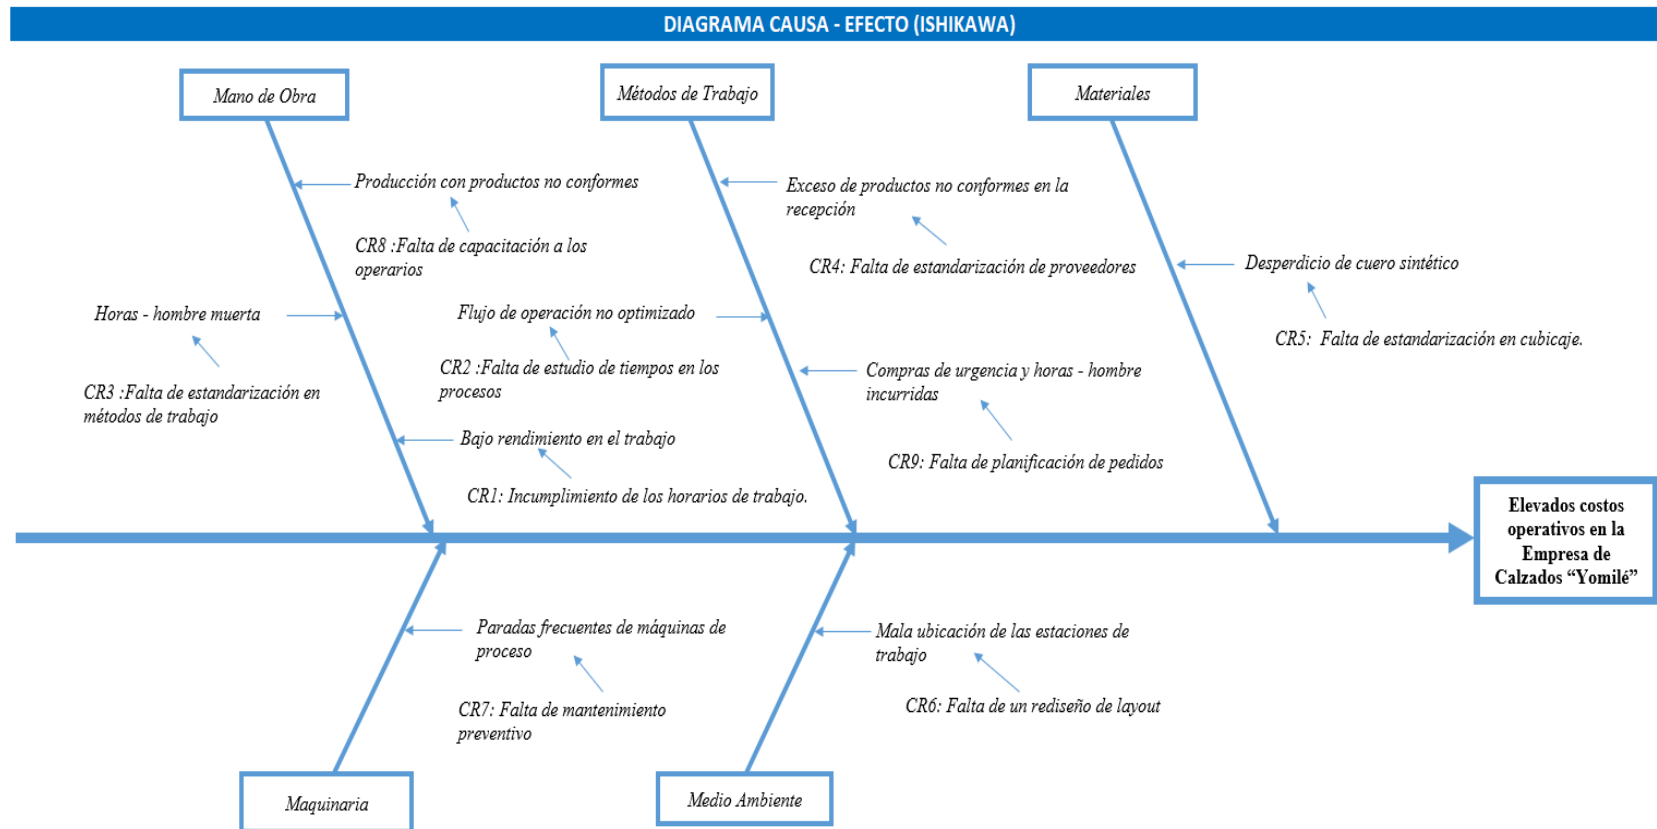 DIAGRAMA CAUSA - EFECTO (ISHIKAWA)
Mano de Obra
Métodos de Trabajo
Materiales
Producción con productos no conformes
CR8 :Falta de capacitación a los
operarios
Horas - hombre muerta
CR3 :Falta de estandarización en
métodos de trabajo
Bajo rendimiento en el trabajo
CR1: Incumplimiento de los horarios de trabajo.
Exceso de productos no conformes en la
recepción
CR4: Falta de estandarización de proveedores
Flujo de operación no optimizado
CR2 :Falta de estudio de tiempos en los
procesos
Compras de urgencia y horas - hombre
incurridas
CR9: Falta de planificación de pedidos
Desperdicio de cuero sintético
CR5: Falta de estandarización en cubicaje.
Elevados costos
operativos en la
Empresa de
Calzados “Yomilé”
Paradas frecuentes de máquinas de
proceso
CR7: Falta de mantenimiento
preventivo
Mala ubicación de las estaciones de
trabajo
CR6: Falta de un rediseño de layout
Maquinaria
Medio Ambiente